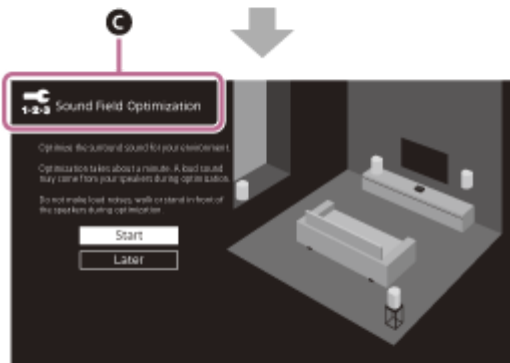 C
1-2-3 Sound Field Optimization
Optimize the surround sound for your environment.
Optimization takes about a minute. A loud sound
may come from your speakers during optimization.
Do not make loud noises, walk or stand in front of
the speakers during optimization.
Start
Later